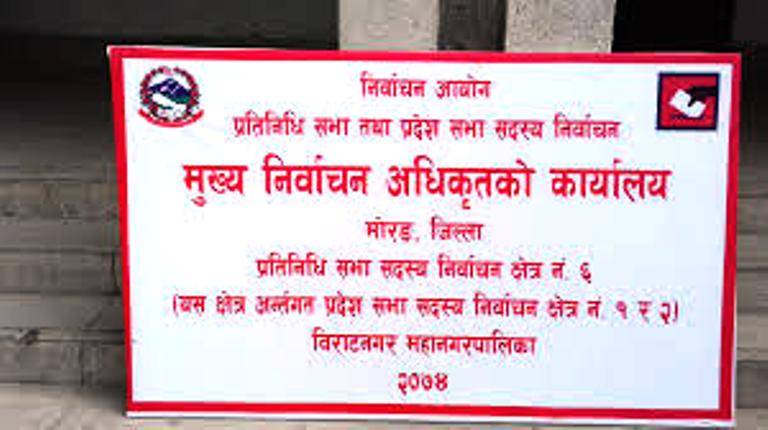 निर्वाचन आयोग
प्रतिनिधि सभा तथा प्रदेश सभा सदस्य निर्वाचन
मुख्य निर्वाचन अधिकृतको कार्यालय
मोरङ, जिल्ला
प्रतिनिधि सभा सदस्य निर्वाचन क्षेत्र नं. ६
(यस क्षेत्र अर्न्तगत प्रदेश सभा सदस्य निर्वाचन क्षेत्र नं. १ र २)
विराटनगर महानगरपालिका
२०७४